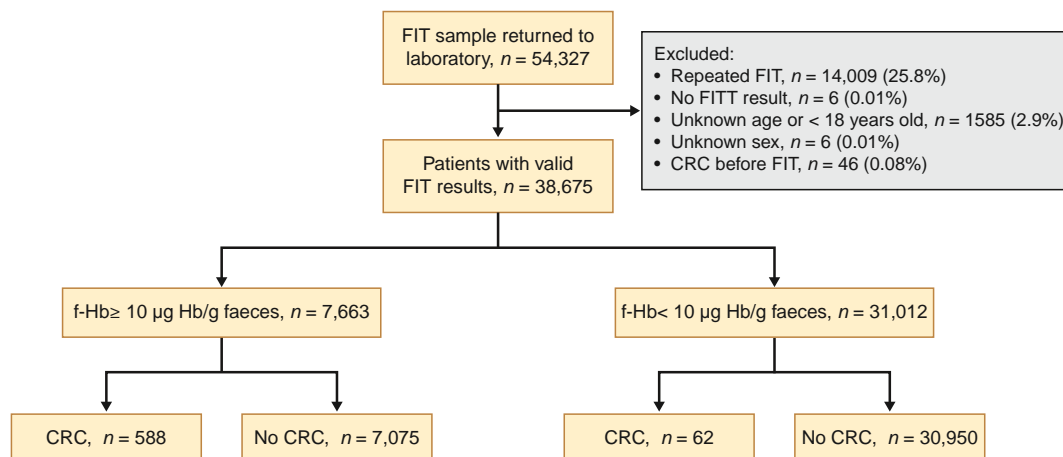 FIT sample returned to
laboratory, n = 54,327
Excluded:
• Repeated FIT, n = 14,009 (25.8%)
• No FITT result, n = 6 (0.01%)
• Unknown age or < 18 years old, n = 1585 (2.9%)
• Unknown sex, n = 6 (0.01%)
• CRC before FIT, n = 46 (0.08%)
Patients with valid
FIT results, n = 38,675
f-Hb≥ 10 µg Hb/g faeces, n = 7,663
f-Hb< 10 µg Hb/g faeces, n = 31,012
CRC, n = 588
No CRC, n = 7,075
CRC, n = 62
No CRC, n = 30,950